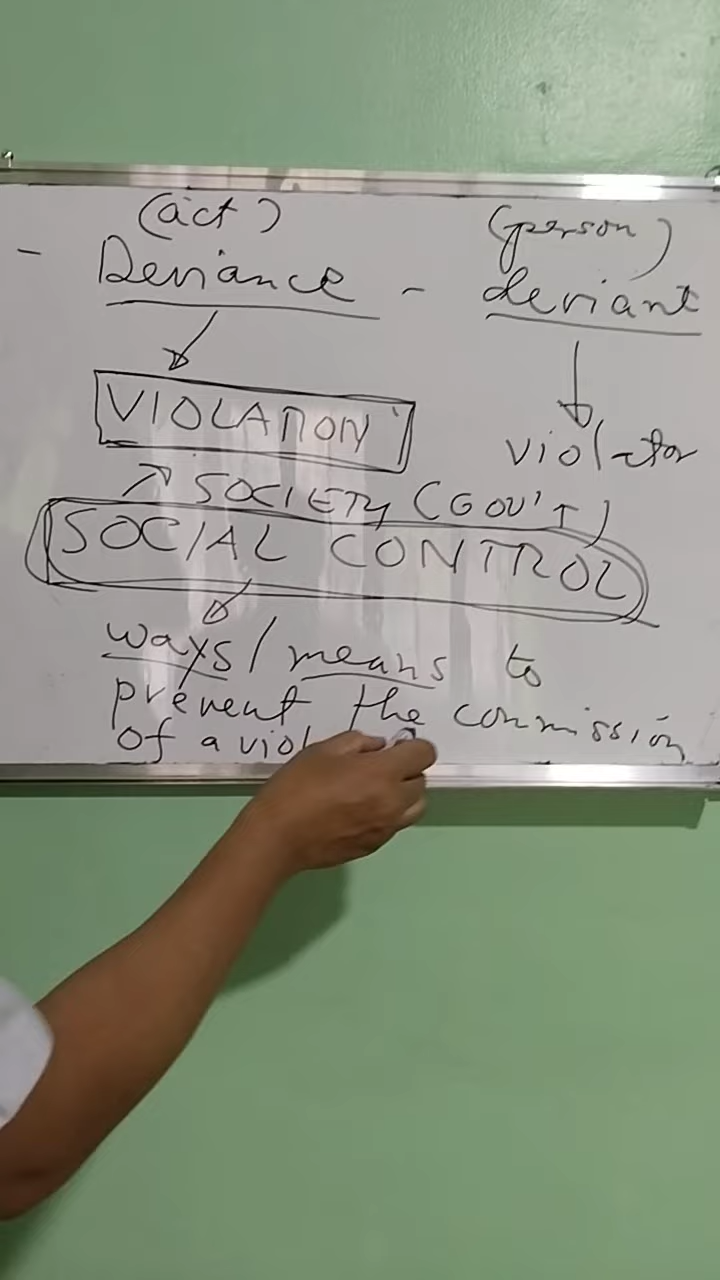 (act) (person)
- Deviance - deviant
VIOLATION
violator
SOCIETY (GOV'T)
SOCIAL CONTROL
ways/means to
prevent the commission
of a